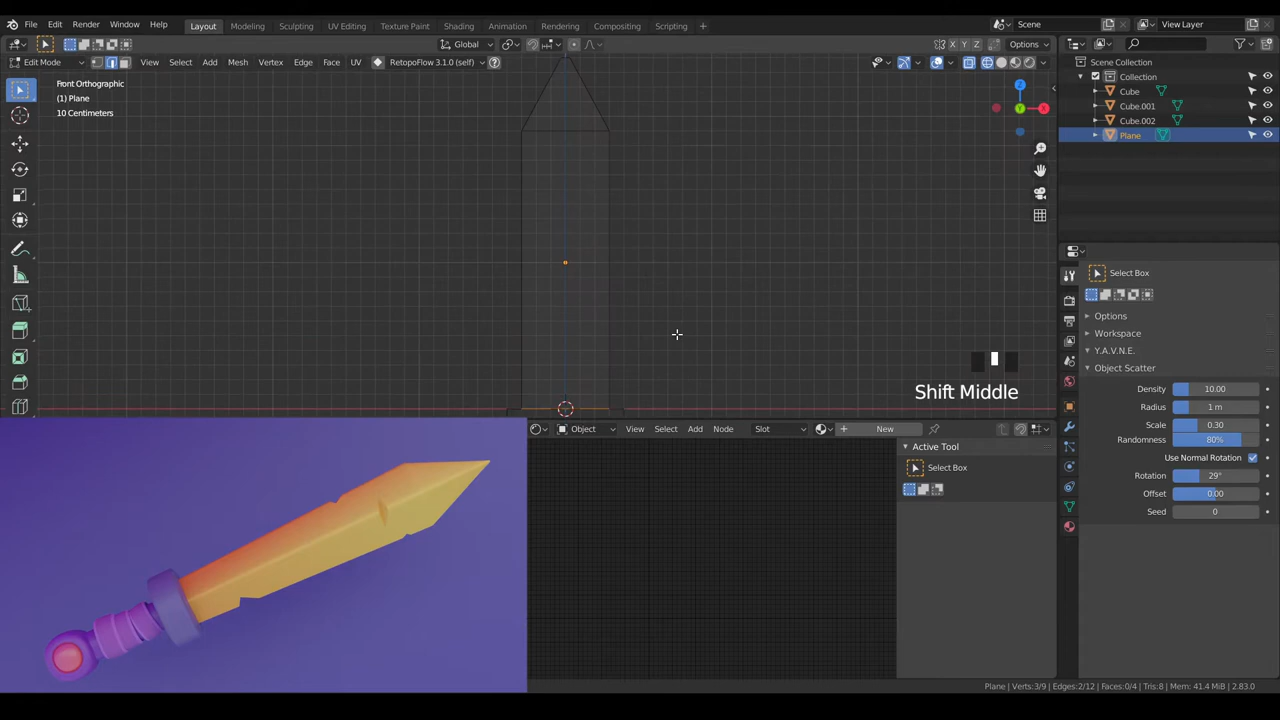 File Edit Render Window Help Layout Modeling Sculpting UV Editing Texture Paint Shading Animation Rendering Compositing Scripting + Scene View Layer
Global Options
Edit Mode View Select Add Mesh Vertex Edge Face UV RetopoFlow 3.1.0 (self) X Y Z
Front Orthographic
(1) Plane
10 Centimeters
Z
Y
X
Scene Collection
Collection
Cube
Cube.001
Cube.002
Plane
Select Box
Options
Workspace
Y.A.V.N.E.
Object Scatter
Density 10.00
Radius 1 m
Scale 0.30
Randomness 80%
Use Normal Rotation
Rotation 29°
Offset 0.00
Seed 0
Shift Middle
Object View Select Add Node Slot New
Active Tool
Select Box
Plane | Verts:3/9 | Edges:2/12 | Faces:0/4 | Tris:8 | Mem: 41.4 MiB | 2.83.0